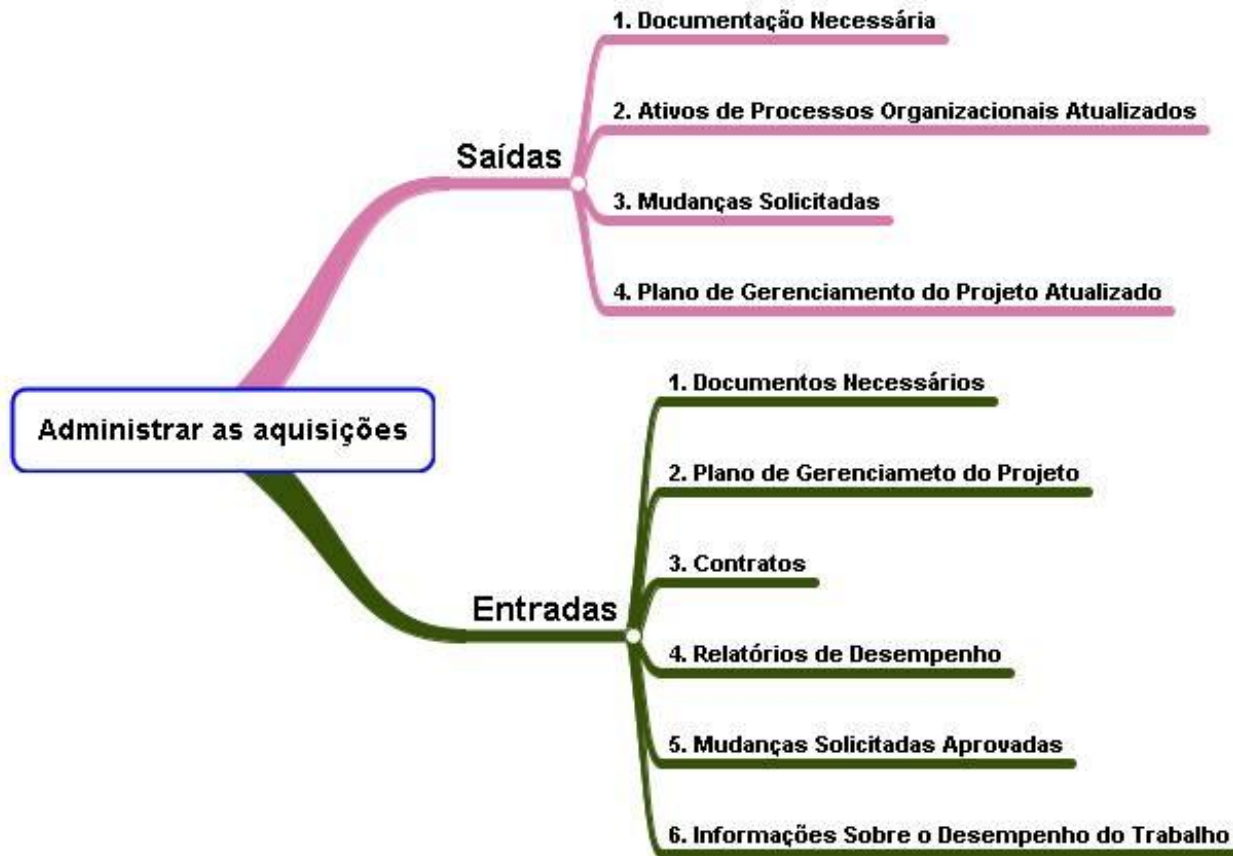 1. Documentação Necessária
2. Ativos de Processos Organizacionais Atualizados
Saídas
3. Mudanças Solicitadas
4. Plano de Gerenciamento do Projeto Atualizado
Administrar as aquisições
1. Documentos Necessários
2. Plano de Gerenciameto do Projeto
3. Contratos
Entradas
4. Relatórios de Desempenho
5. Mudanças Solicitadas Aprovadas
6. Informações Sobre o Desempenho do Trabalho